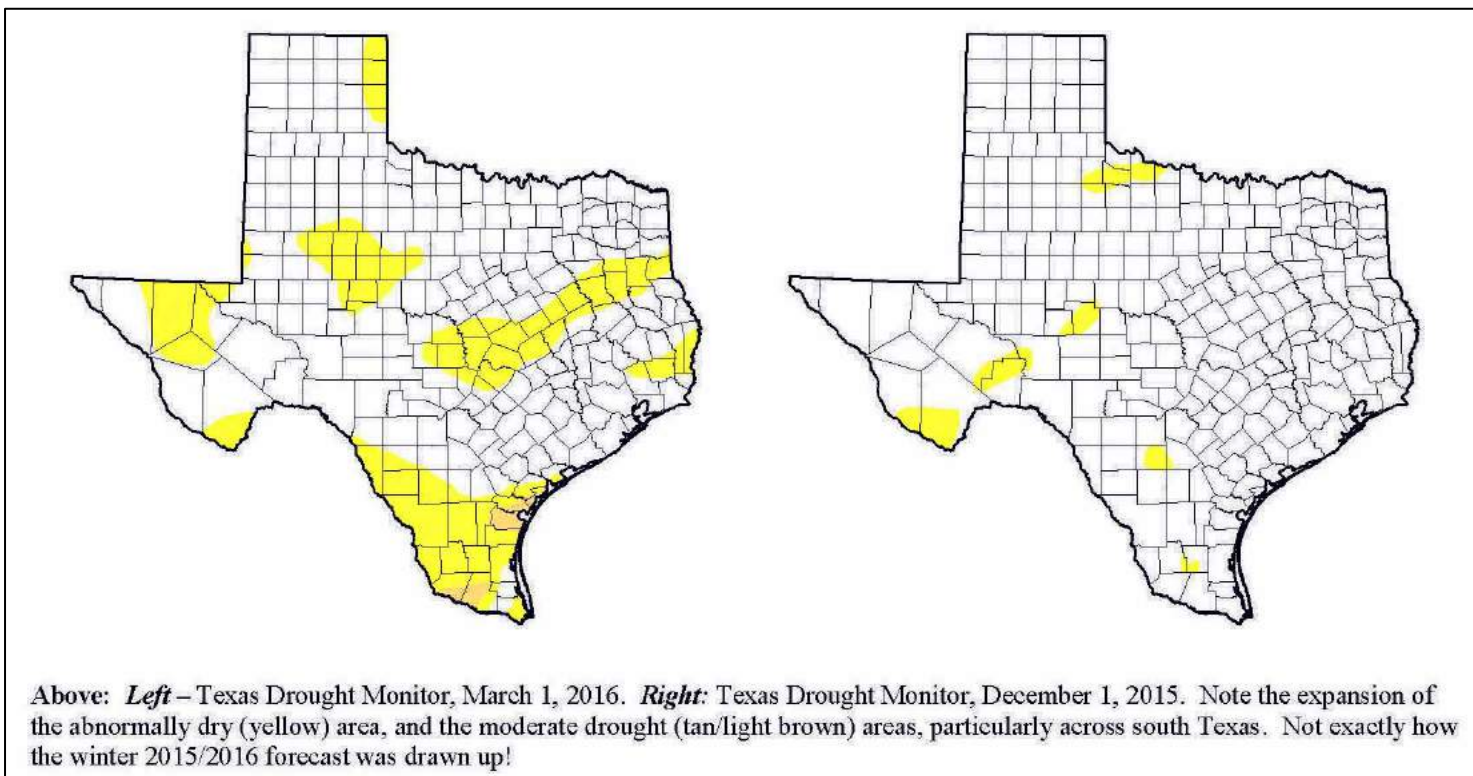 Above: Left – Texas Drought Monitor, March 1, 2016. Right: Texas Drought Monitor, December 1, 2015. Note the expansion of
the abnormally dry (yellow) area, and the moderate drought (tan/light brown) areas, particularly across south Texas. Not exactly how
the winter 2015/2016 forecast was drawn up!